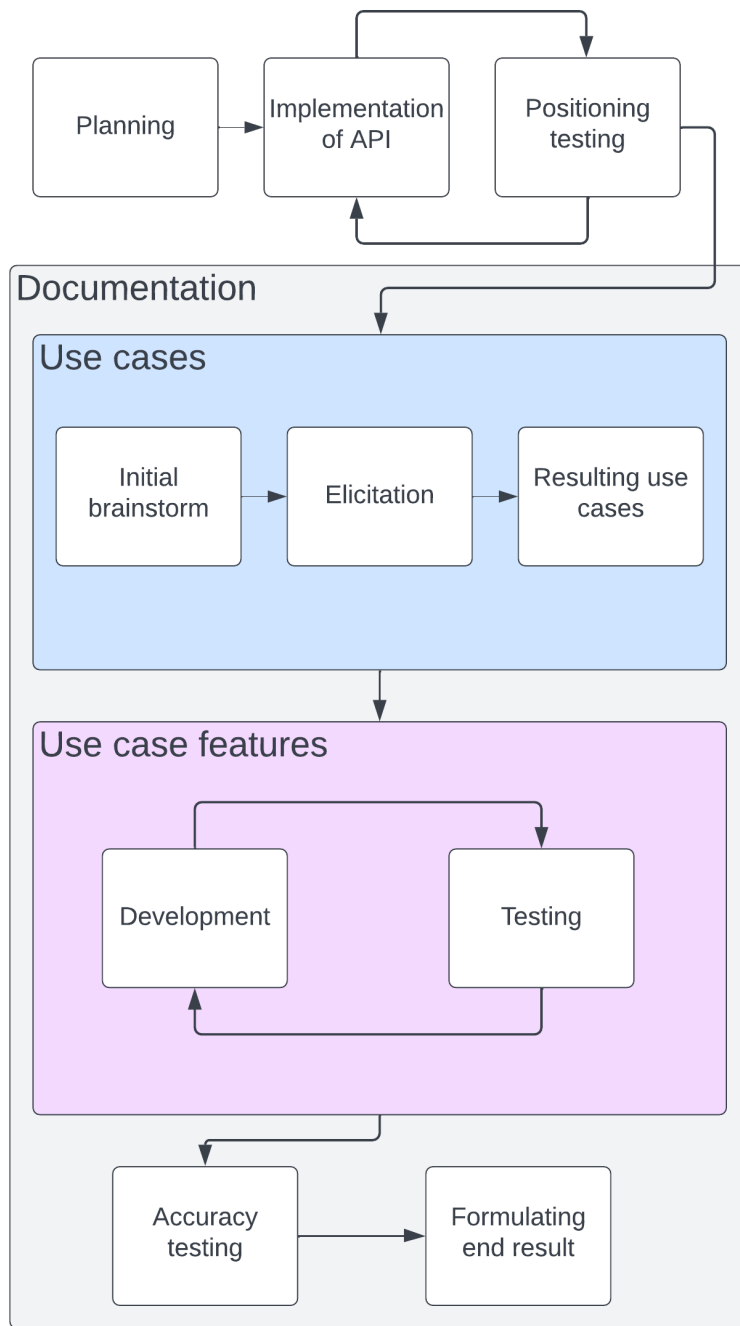 Planning
Implementation
of API
Positioning
testing
Documentation
Use cases
Initial
brainstorm
Elicitation
Resulting use
cases
Use case features
Development
Testing
Accuracy
testing
Formulating
end result